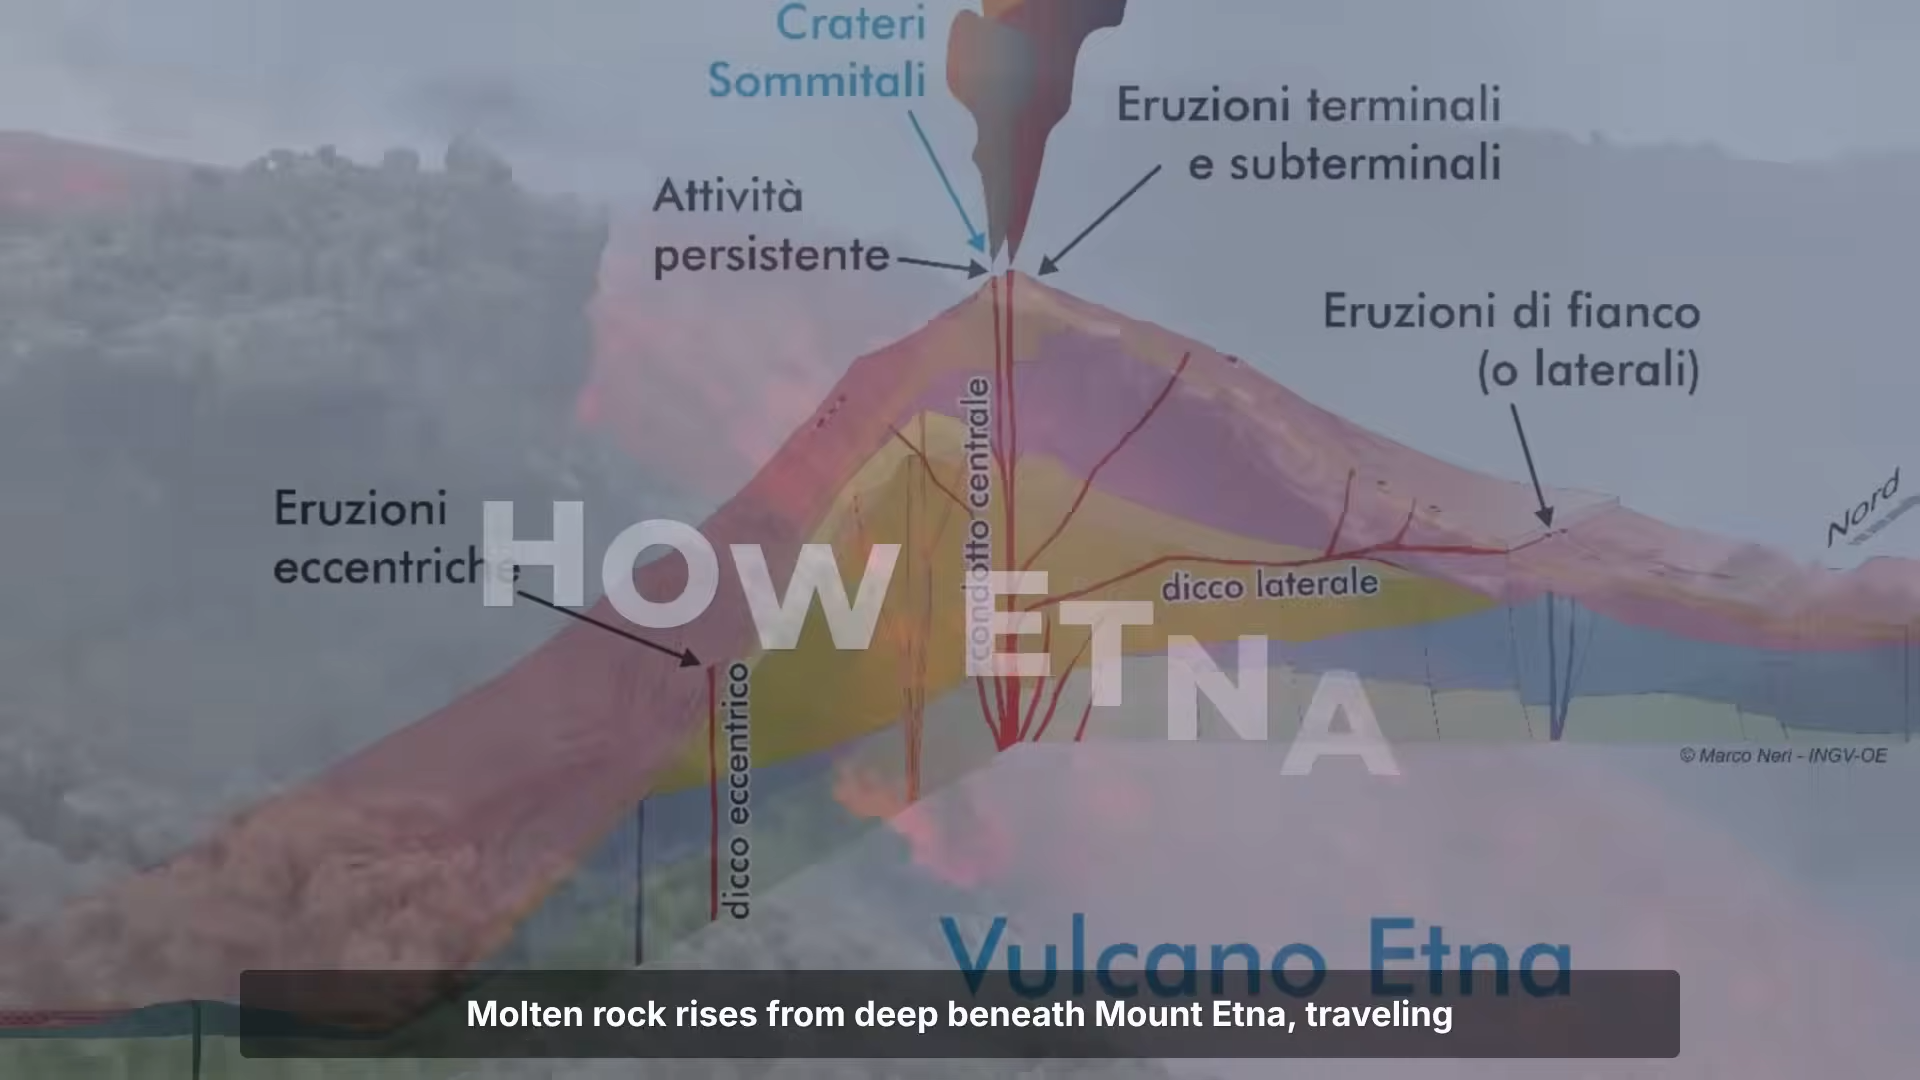 Crateri
Sommitali
Eruzioni terminali
e subterminali
Attività
persistente
Eruzioni di fianco
(o laterali)
condotto centrale
Nord
Eruzioni
eccentriche
HOW ETNA
dicco laterale
dicco eccentrico
© Marco Neri - INGV-OE
Vulcano Etna
Molten rock rises from deep beneath Mount Etna, traveling